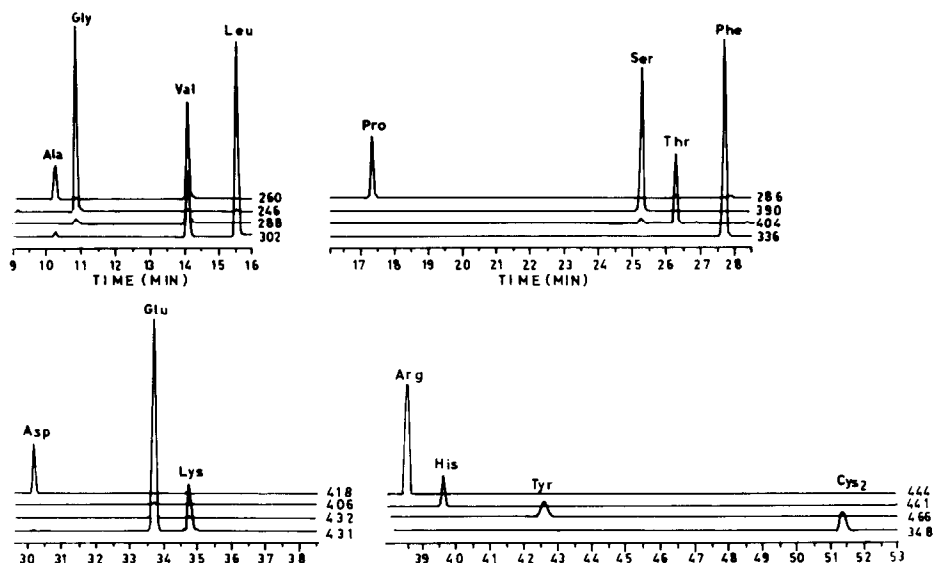 Gly
Leu
Val
Ala
260
246
288
302
9 10 11 12 13 14 15 16
TIME (MIN)
Phe
Ser
Thr
Pro
286
390
404
336
17 18 19 20 21 22 23 24 25 26 27 28
TIME (MIN)
Glu
Asp
Lys
418
406
432
431
30 31 32 33 34 35 36 37 38
Arg
His
Tyr
Cys2
444
441
466
348
39 40 41 42 43 44 45 46 47 48 49 50 51 52 53